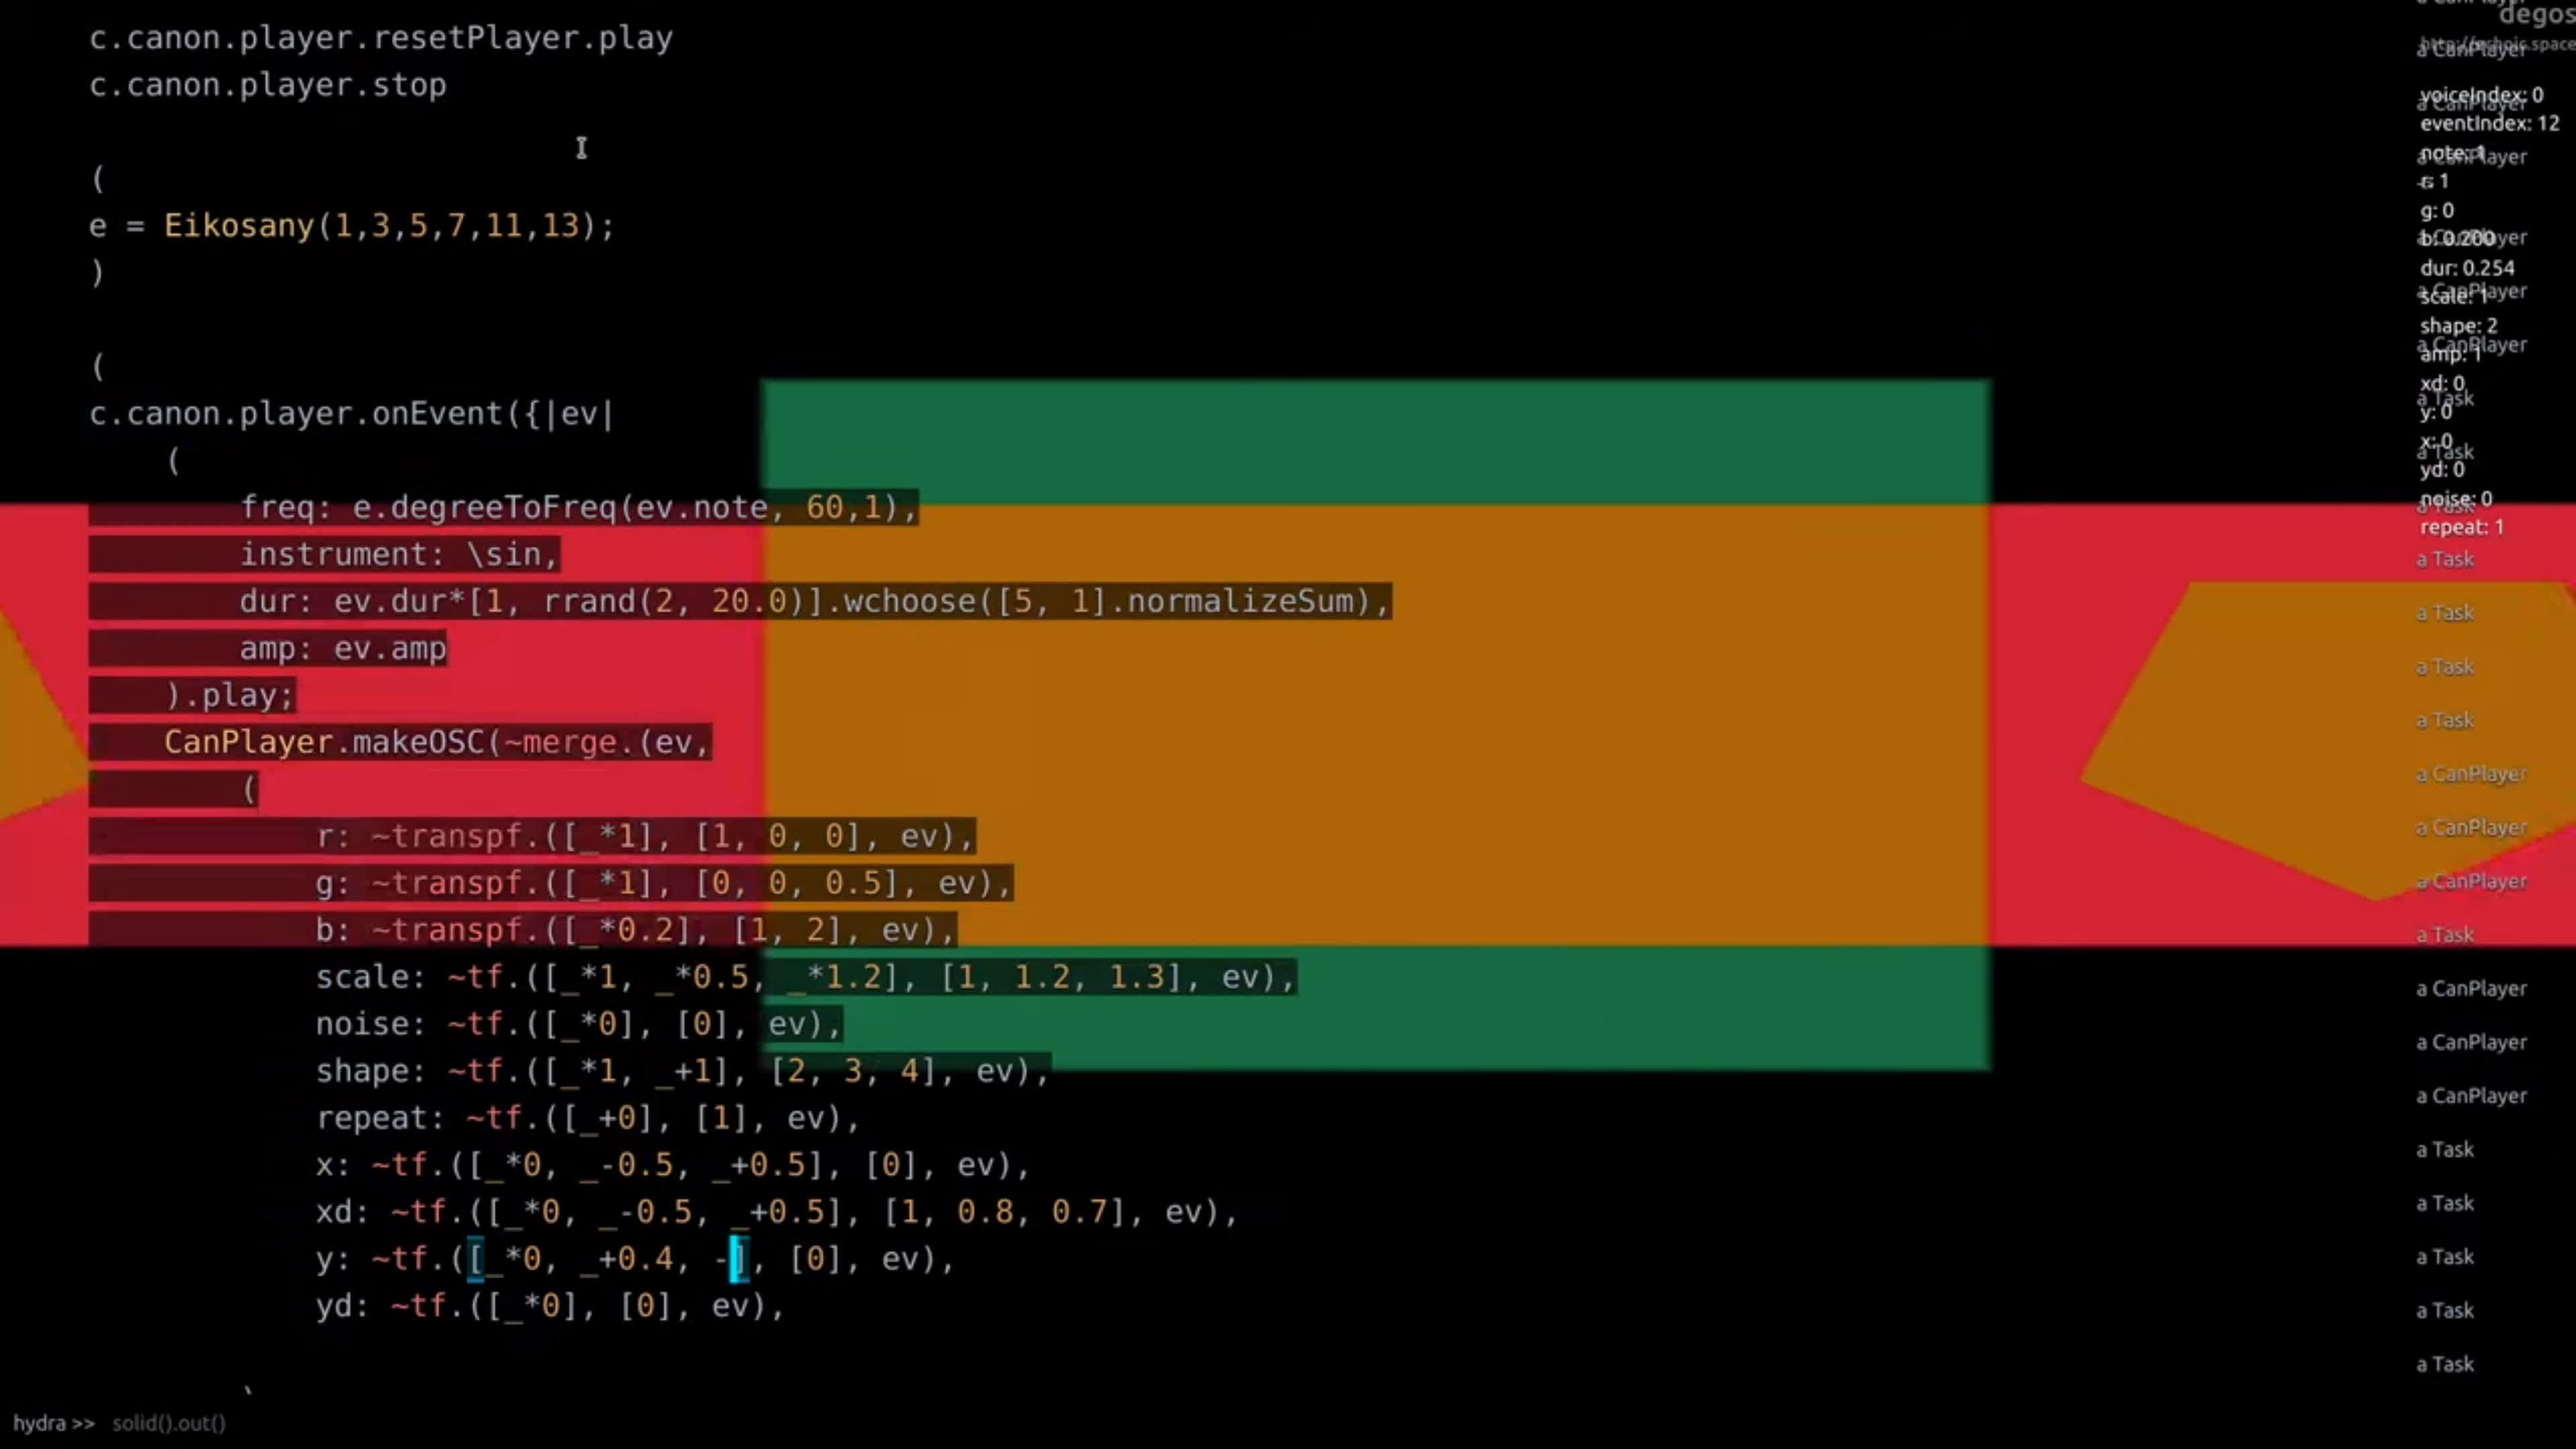 c.canon.player.resetPlayer.play
c.canon.player.stop
(
e = Eikosany(1,3,5,7,11,13);
)
(
c.canon.player.onEvent({|ev|
(
freq: e.degreeToFreq(ev.note, 60,1),
instrument: \sin,
dur: ev.dur*[1, rrand(2, 20.0)].wchoose([5, 1].normalizeSum),
amp: ev.amp
).play;
CanPlayer.makeOSC(~merge.(ev,
(
r: ~transpf.([_*1], [1, 0, 0], ev),
g: ~transpf.([_*1], [0, 0, 0.5], ev),
b: ~transpf.([_*0.2], [1, 2], ev),
scale: ~tf.([_*1, _*0.5, _*1.2], [1, 1.2, 1.3], ev),
noise: ~tf.([_*0], [0], ev),
shape: ~tf.([_*1, _+1], [2, 3, 4], ev),
repeat: ~tf.([_+0], [1], ev),
x: ~tf.([_*0, _-0.5, _+0.5], [0], ev),
xd: ~tf.([_*0, _-0.5, _+0.5], [1, 0.8, 0.7], ev),
y: ~tf.([_*0, _+0.4, -], [0], ev),
yd: ~tf.([_*0], [0], ev),
hydra >> solid().out()
degos
a CanPlayer
voiceIndex: 0
a CanPlayer
eventIndex: 12
note: 1
a CanPlayer
g: 0
b: 0.200
a CanPlayer
dur: 0.254
a CanPlayer
scale: 1
shape: 2
a CanPlayer
amp: 1
xd: 0
a Task
y: 0
x: 0
a Task
yd: 0
noise: 0
repeat: 1
a Task
a Task
a Task
a Task
a CanPlayer
a CanPlayer
a CanPlayer
a Task
a CanPlayer
a CanPlayer
a CanPlayer
a Task
a Task
a Task
a Task
a Task